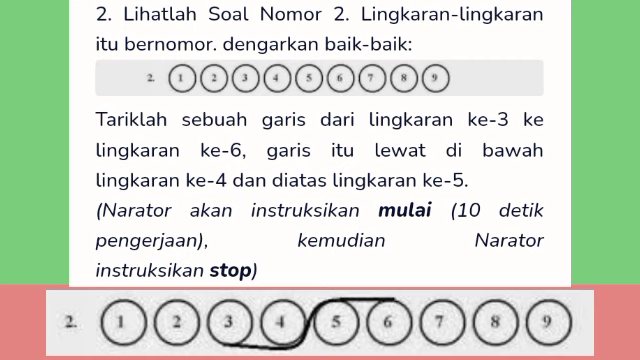 2. Lihatlah Soal Nomor 2. Lingkaran-lingkaran
itu bernomor. dengarkan baik-baik:
2. 1 2 3 4 5 6 7 8 9
Tariklah sebuah garis dari lingkaran ke-3 ke
lingkaran ke-6, garis itu lewat di bawah
lingkaran ke-4 dan diatas lingkaran ke-5.
(Narator akan instruksikan mulai (10 detik
pengerjaan), kemudian Narator
instruksikan stop)
2. 1 2 3 4 5 6 7 8 9